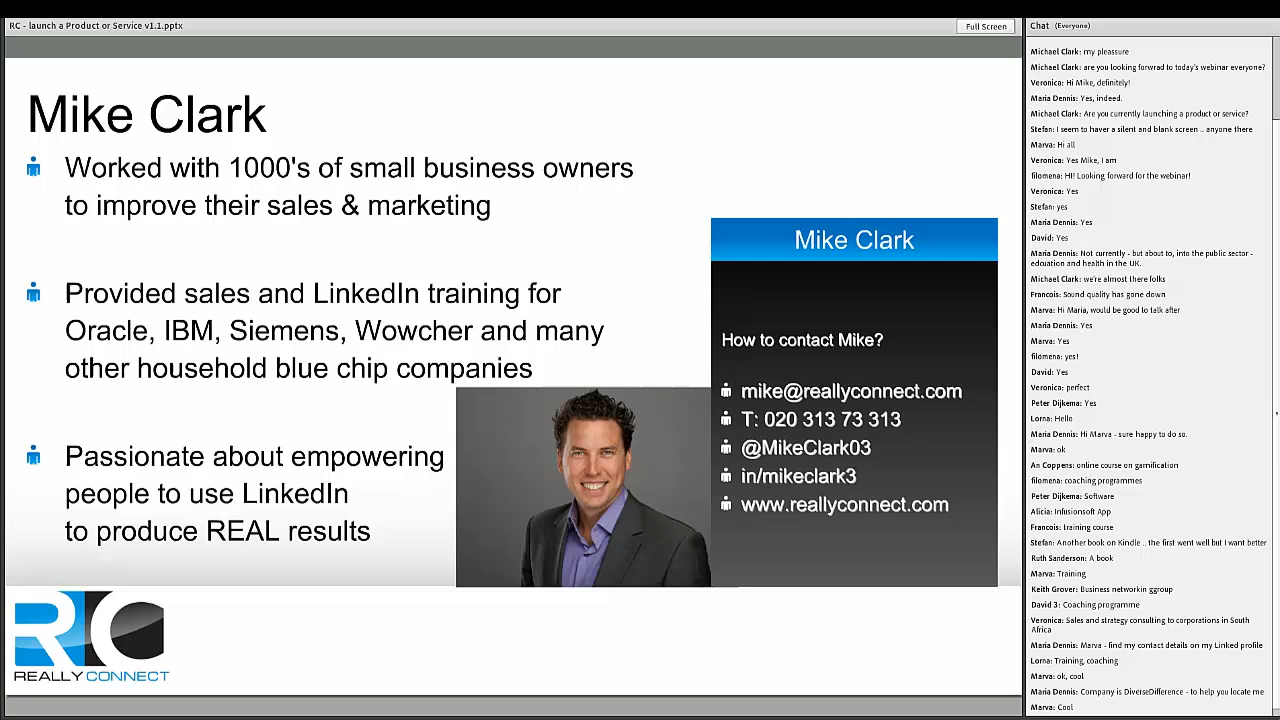 RC - launch a Product or Service v1.1.pptx
Full Screen
Mike Clark
Worked with 1000's of small business owners
to improve their sales & marketing
Provided sales and LinkedIn training for
Oracle, IBM, Siemens, Wowcher and many
other household blue chip companies
Passionate about empowering
people to use LinkedIn
to produce REAL results
Mike Clark
How to contact Mike?
mike@reallyconnect.com
T: 020 313 73 313
@MikeClark03
in/mikeclark3
www.reallyconnect.com
RC
REALLYCONNECT
Chat (Everyone)
Michael Clark: my pleassure
Michael Clark: are you looking forwrad to today's webinar everyone?
Veronica: Hi Mike, definitely!
Maria Dennis: Yes, indeed.
Michael Clark: Are you currently launching a product or service?
Stefan: I seem to haver a silent and blank screen .. anyone there
Marva: Hi all
Veronica: Yes Mike, I am
filomena: HI! Looking forward for the webinar!
Veronica: Yes
Stefan: yes
Maria Dennis: Yes
David: Yes
Maria Dennis: Not currently - but about to, into the public sector -
edcuation and health in the UK.
Michael Clark: we're almost there folks
Francois: Sound quality has gone down
Marva: Hi Maria, would be good to talk after
Maria Dennis: Yes
Marva: Yes
filomena: yes!
David: Yes
Veronica: perfect
Peter Dijkema: Yes
Lorna: Hello
Maria Dennis: Hi Marva - sure happy to do so.
Marva: ok
An Coppens: online course on gamification
filomena: coaching programmes
Peter Dijkema: Software
Alicia: Infusionsoft App
Francois: training course
Stefan: Another book on Kindle .. the first went well but I want better
Ruth Sanderson: A book
Marva: Training
Keith Grover: Business networkin ggroup
David 3: Coaching programme
Veronica: Sales and strategy consulting to corporations in South
Africa
Maria Dennis: Marva - find my contact details on my Linked profile
Lorna: Training, coaching
Marva: ok, cool
Maria Dennis: Company is DiverseDifference - to help you locate me
Marva: Cool